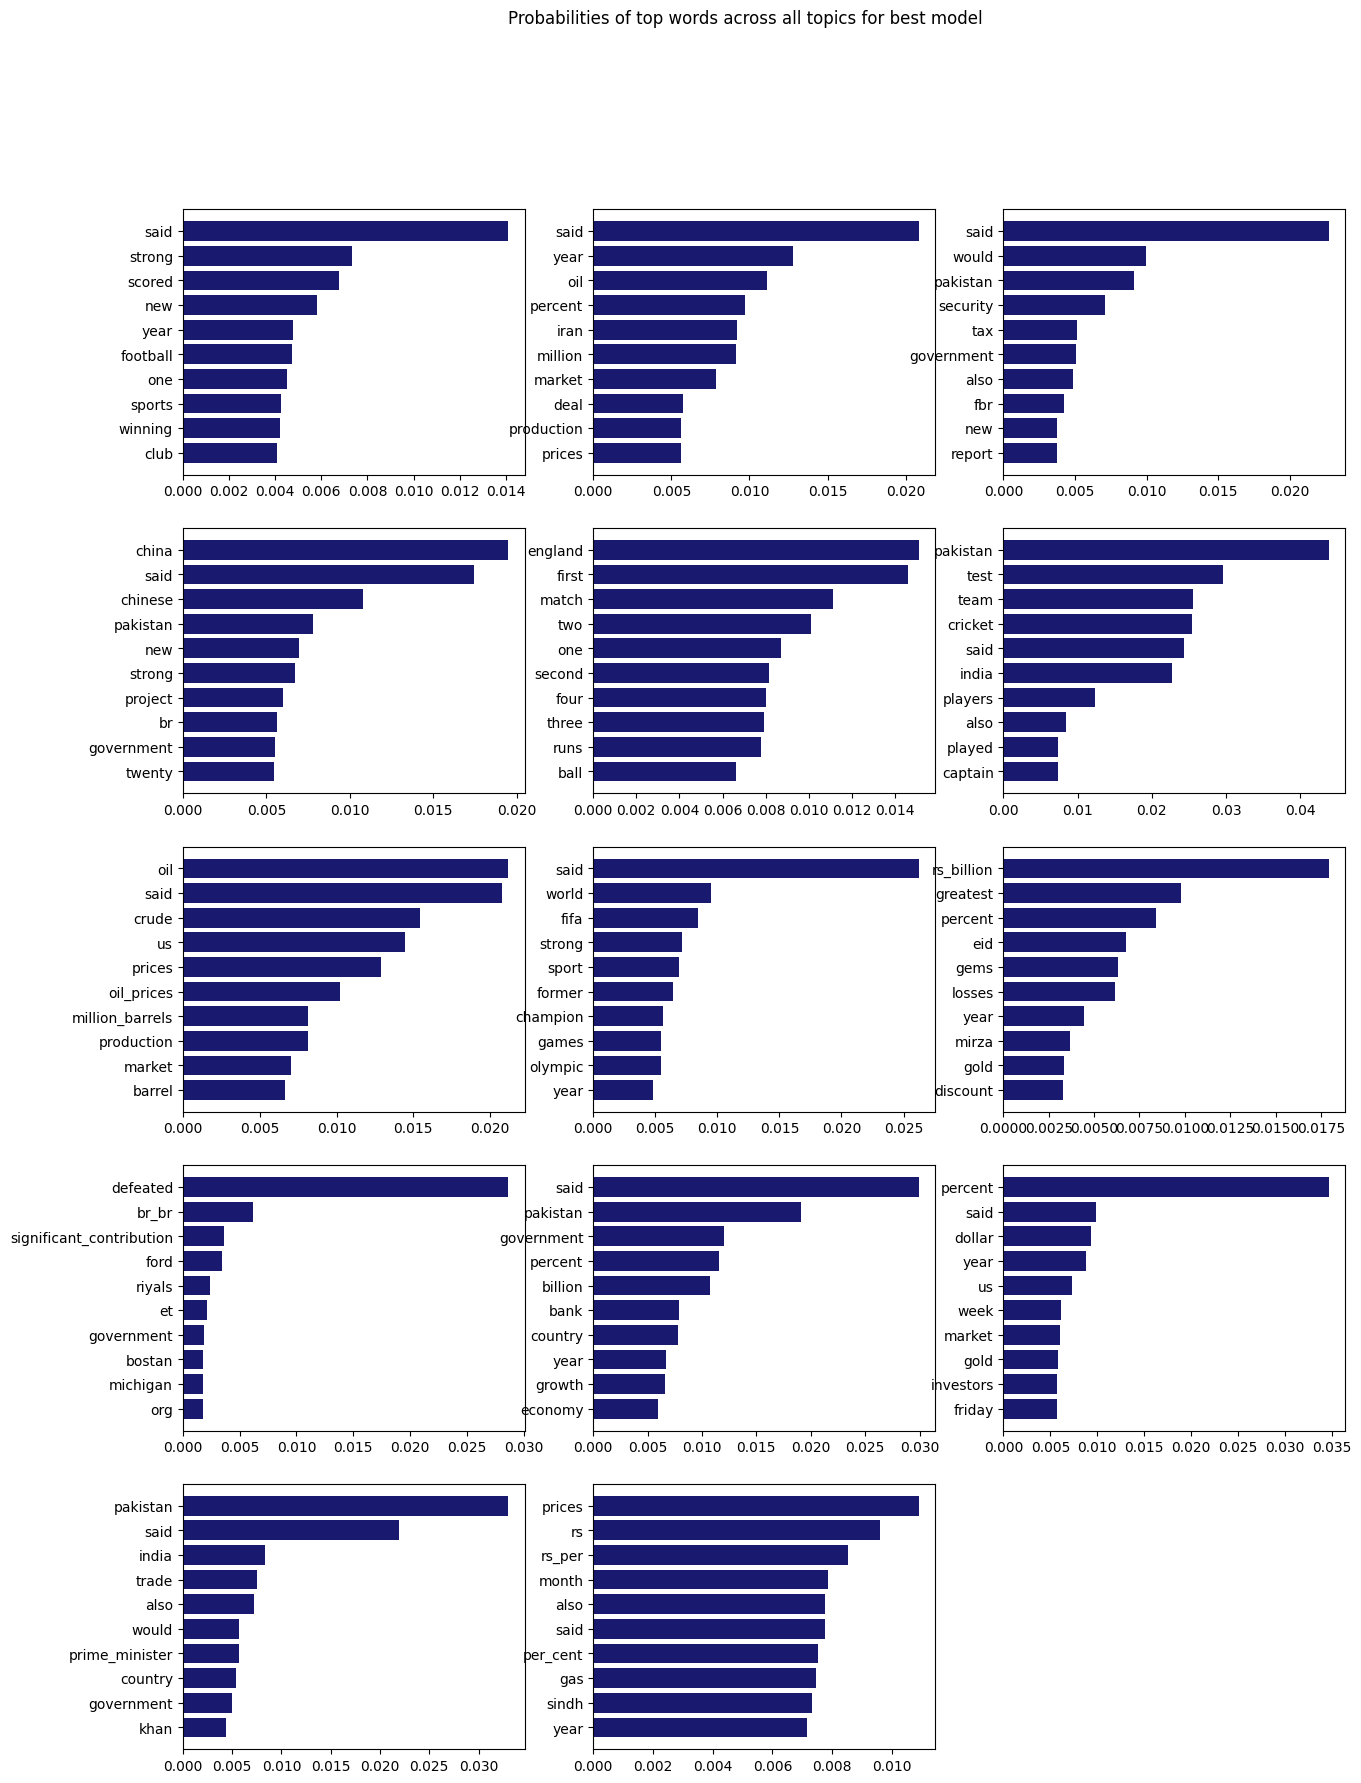 Probabilities of top words across all topics for best model
said
strong
scored
new
year
football
one
sports
winning
club
0.000 0.002 0.004 0.006 0.008 0.010 0.012 0.014
said
year
oil
percent
iran
million
market
deal
production
prices
0.000 0.005 0.010 0.015 0.020
said
would
pakistan
security
tax
government
also
fbr
new
report
0.000 0.005 0.010 0.015 0.020
china
said
chinese
pakistan
new
strong
project
br
government
twenty
0.000 0.005 0.010 0.015 0.020
england
first
match
two
one
second
four
three
runs
ball
0.000 0.002 0.004 0.006 0.008 0.010 0.012 0.014
pakistan
test
team
cricket
said
india
players
also
played
captain
0.00 0.01 0.02 0.03 0.04
oil
said
crude
us
prices
oil_prices
million_barrels
production
market
barrel
0.000 0.005 0.010 0.015 0.020
said
world
fifa
strong
sport
former
champion
games
olympic
year
0.000 0.005 0.010 0.015 0.020 0.025
rs_billion
greatest
percent
eid
gems
losses
year
mirza
gold
discount
0.0000 0.0025 0.0050 0.0075 0.0100 0.0125 0.0150 0.0175
defeated
br_br
significant_contribution
ford
riyals
et
government
bostan
michigan
org
0.000 0.005 0.010 0.015 0.020 0.025 0.030
said
pakistan
government
percent
billion
bank
country
year
growth
economy
0.000 0.005 0.010 0.015 0.020 0.025 0.030
percent
said
dollar
year
us
week
market
gold
investors
friday
0.000 0.005 0.010 0.015 0.020 0.025 0.030 0.035
pakistan
said
india
trade
also
would
prime_minister
country
government
khan
0.000 0.005 0.010 0.015 0.020 0.025 0.030
prices
rs
rs_per
month
also
said
per_cent
gas
sindh
year
0.000 0.002 0.004 0.006 0.008 0.010